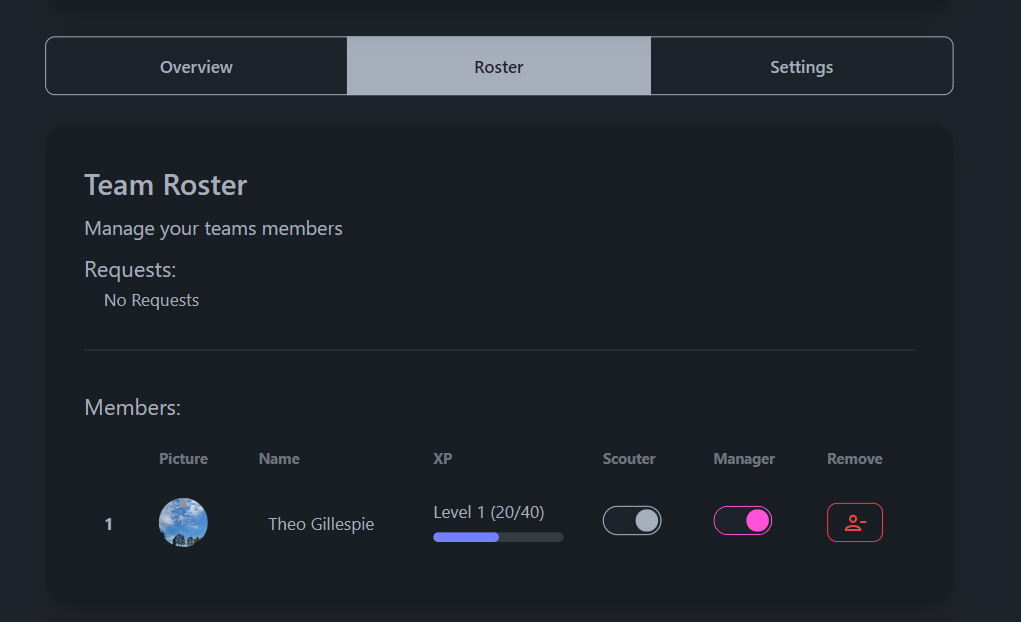 Overview Roster Settings
Team Roster
Manage your teams members
Requests:
No Requests
Members:
Picture Name XP Scouter Manager Remove
1 Theo Gillespie Level 1 (20/40)